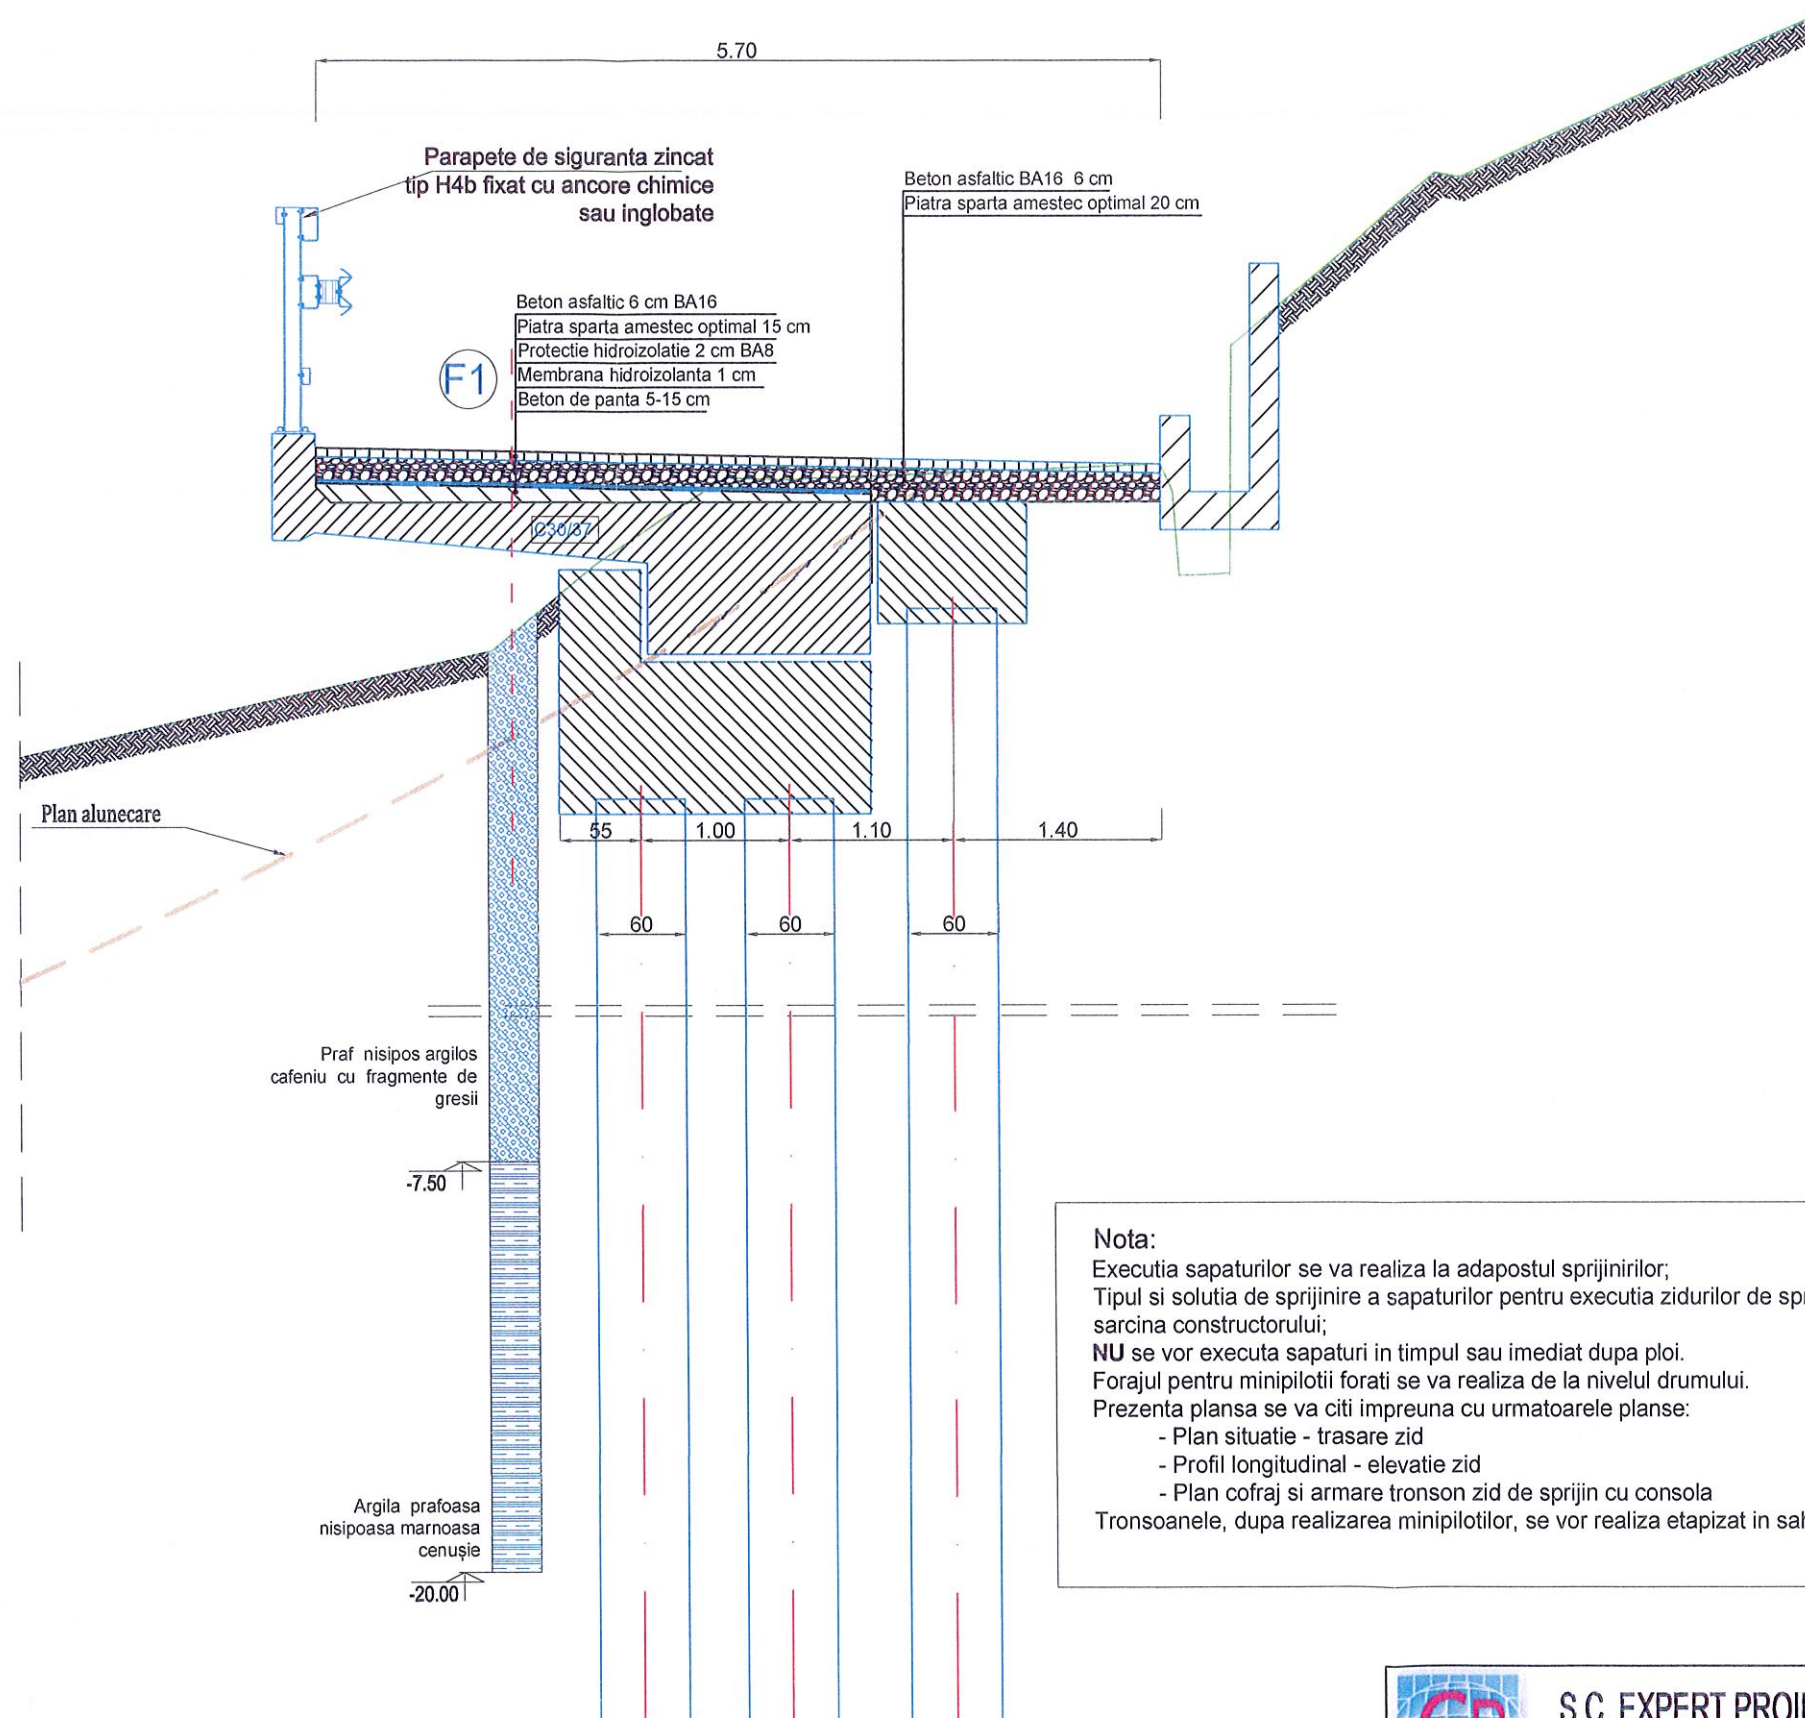 5.70
Parapete de siguranta zincat
tip H4b fixat cu ancore chimice
sau inglobate
Beton asfaltic BA16 6 cm
Piatra sparta amestec optimal 20 cm
Beton asfaltic 6 cm BA16
Piatra sparta amestec optimal 15 cm
Protectie hidroizolatie 2 cm BA8
Membrana hidroizolanta 1 cm
Beton de panta 5-15 cm
F1
C30/37
Plan alunecare
55 1.00 1.10 1.40
60 60 60
Praf nisipos argilos
cafeniu cu fragmente de
gresii
-7.50
Argila prafoasa
nisipoasa marnoasa
cenușie
-20.00
Nota:
Executia sapaturilor se va realiza la adapostul sprijinirilor;
Tipul si solutia de sprijinire a sapaturilor pentru executia zidurilor de
sarcina constructorului;
NU se vor executa sapaturi in timpul sau imediat dupa ploi.
Forajul pentru minipilotii forati se va realiza de la nivelul drumului.
Prezenta plansa se va citi impreuna cu urmatoarele planse:
- Plan situatie - trasare zid
- Profil longitudinal - elevatie zid
- Plan cofraj si armare tronson zid de sprijin cu consola
Tronsoanele, dupa realizarea minipilotilor, se vor realiza etapizat in
S.C. EXPERT